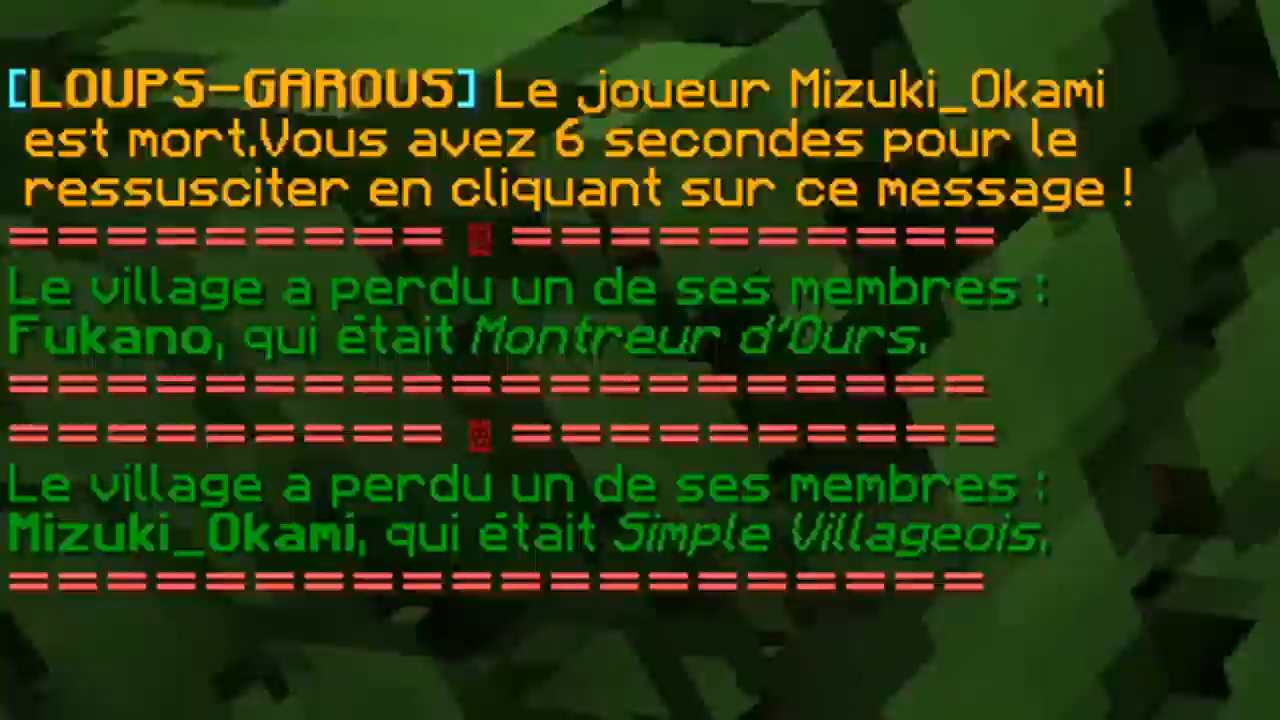 [LOUPS-GAROUS] Le joueur Mizuki_Okami
est mort.Vous avez 6 secondes pour le
ressusciter en cliquant sur ce message !
========= ==========
Le village a perdu un de ses membres :
Fukano, qui était Montreur d'Ours.
====================
========= ==========
Le village a perdu un de ses membres :
Mizuki_Okami, qui était Simple Villageois.
====================